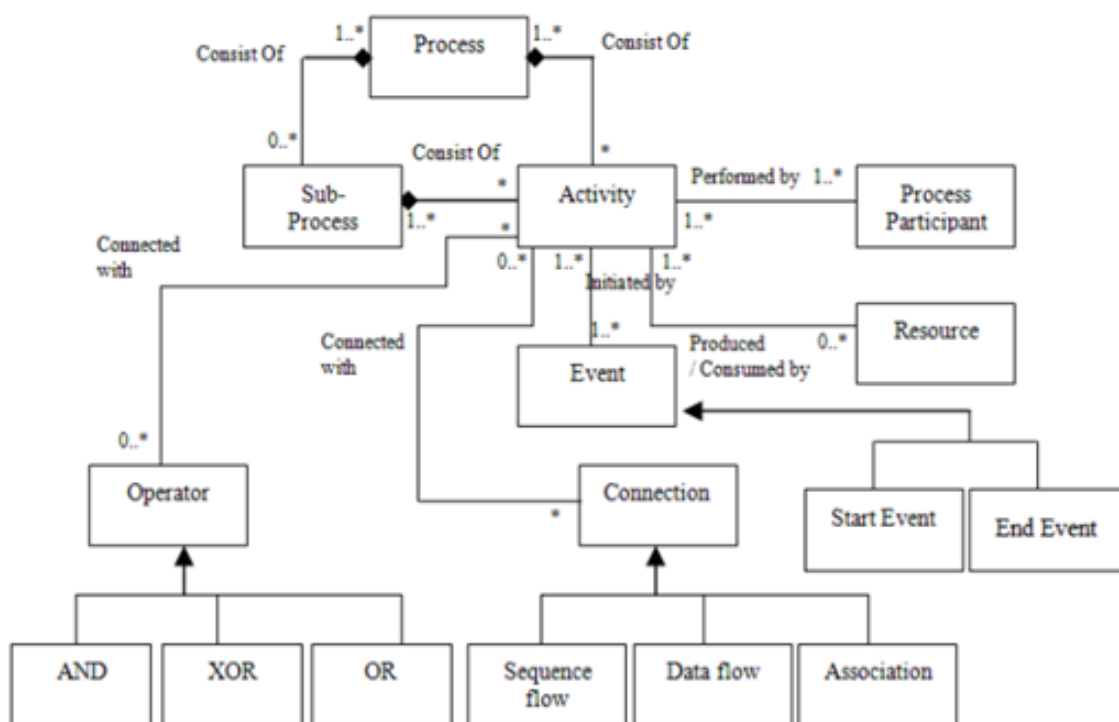 1..*
Process
1..*
Consist Of
Consist Of
0..*
*
Consist Of
Sub-
Process
*
1..*
Activity
Performed by
1..*
1..*
Process
Participant
Connected
with
*
0..*
1..*
1..*
Initiated by
Connected
with
1..*
Produced
/ Consumed by
0..*
Resource
Event
0..*
Operator
*
Connection
Start Event
End Event
AND
XOR
OR
Sequence
flow
Data flow
Association